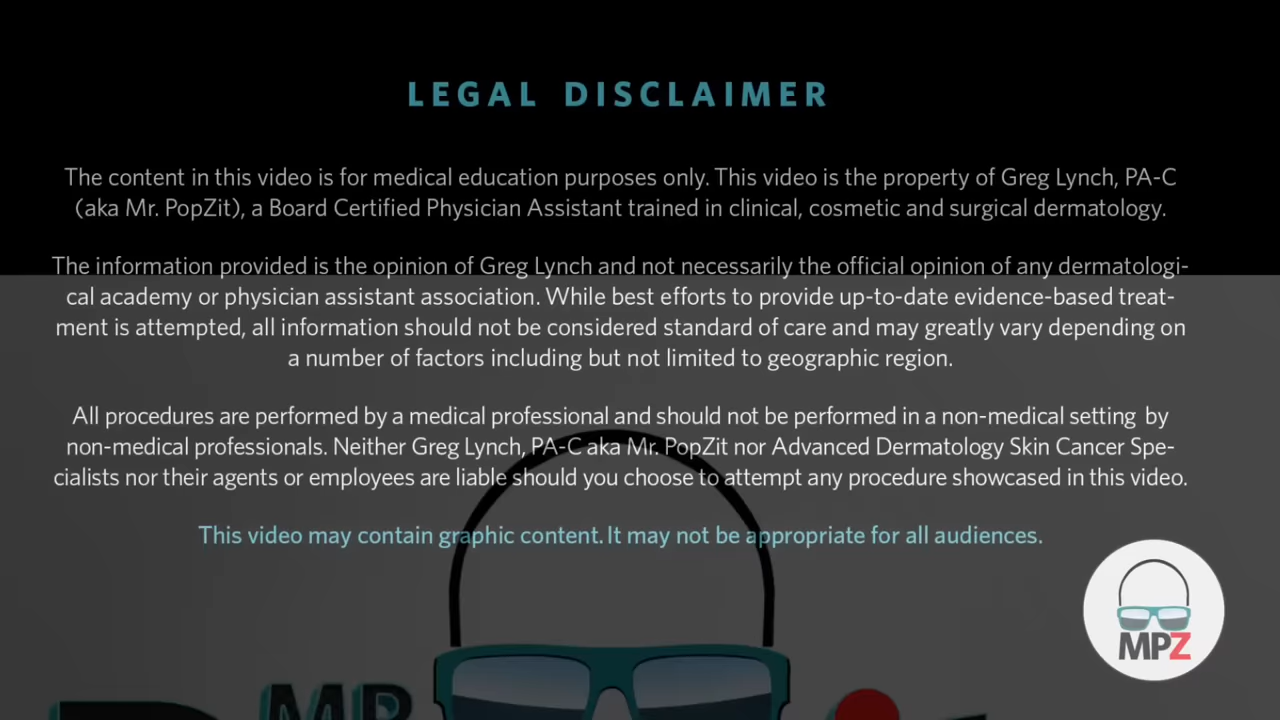 LEGAL DISCLAIMER
The content in this video is for medical education purposes only. This video is the property of Greg Lynch, PA-C
(aka Mr. PopZit), a Board Certified Physician Assistant trained in clinical, cosmetic and surgical dermatology.
The information provided is the opinion of Greg Lynch and not necessarily the official opinion of any dermatologi-
cal academy or physician assistant association. While best efforts to provide up-to-date evidence-based treat-
ment is attempted, all information should not be considered standard of care and may greatly vary depending on
a number of factors including but not limited to geographic region.
All procedures are performed by a medical professional and should not be performed in a non-medical setting by
non-medical professionals. Neither Greg Lynch, PA-C aka Mr. PopZit nor Advanced Dermatology Skin Cancer Spe-
cialists nor their agents or employees are liable should you choose to attempt any procedure showcased in this video.
This video may contain graphic content. It may not be appropriate for all audiences.
MPZ
MR